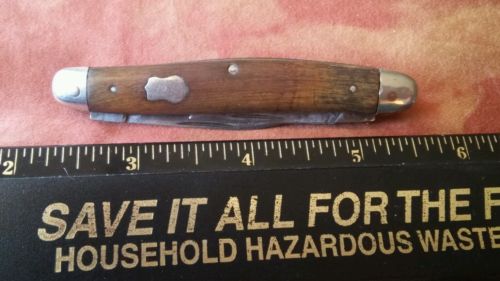 2 3 4 5 6
SAVE IT ALL FOR THE
HOUSEHOLD HAZARDOUS WASTE